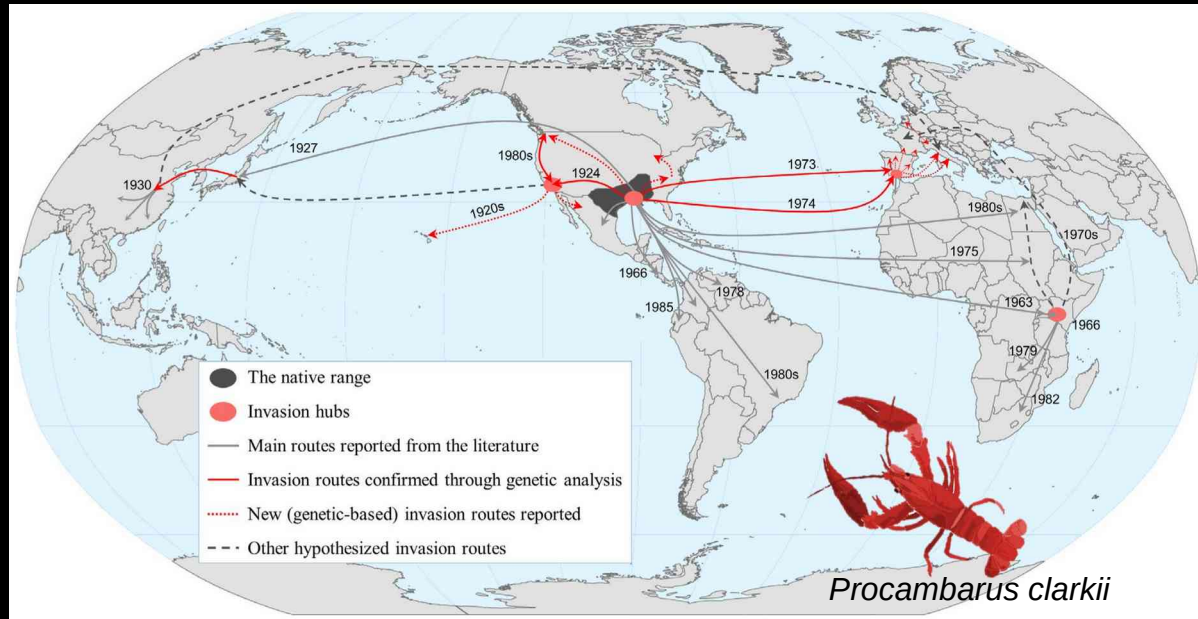 1927
1930
1980s
1924
1920s
1973
1974
1980s
1970s
1975
1966
1978
1985
1963
1966
1979
1980s
1982
The native range
Invasion hubs
Main routes reported from the literature
Invasion routes confirmed through genetic analysis
New (genetic-based) invasion routes reported
Other hypothesized invasion routes
Procambarus clarkii